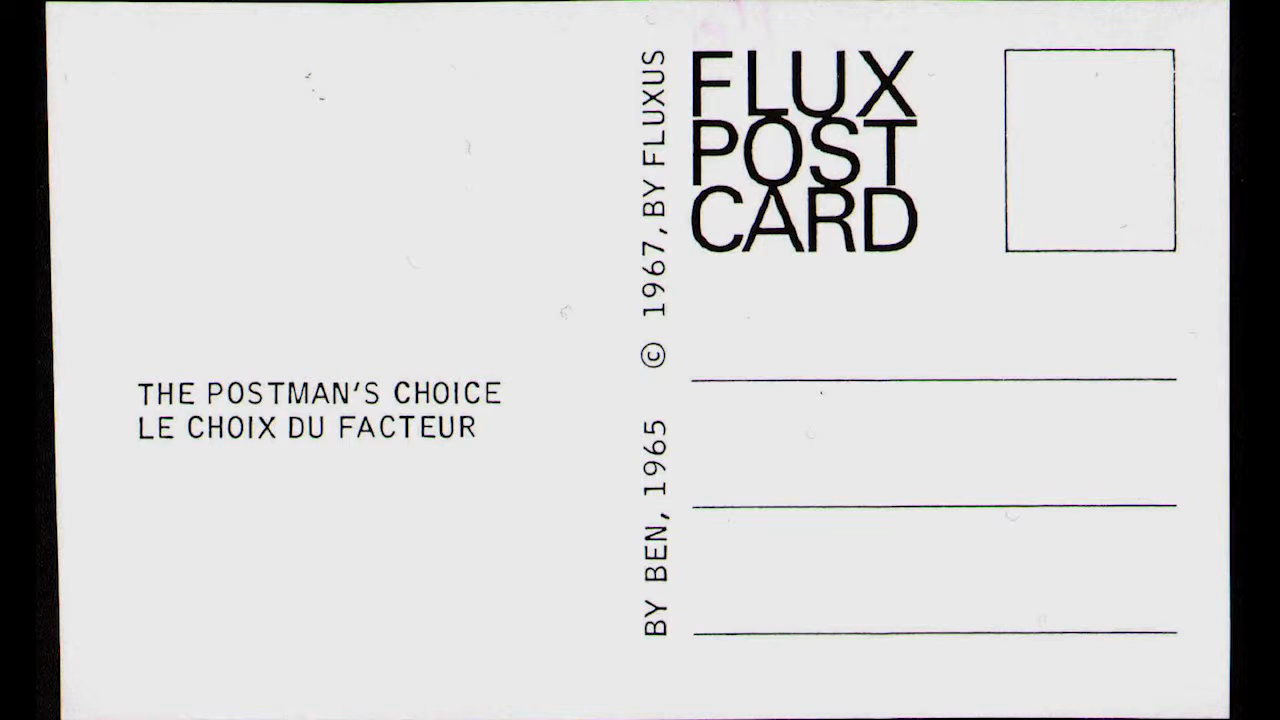 THE POSTMAN'S CHOICE
LE CHOIX DU FACTEUR
BY BEN, 1965 © 1967, BY FLUXUS
FLUX
POST
CARD